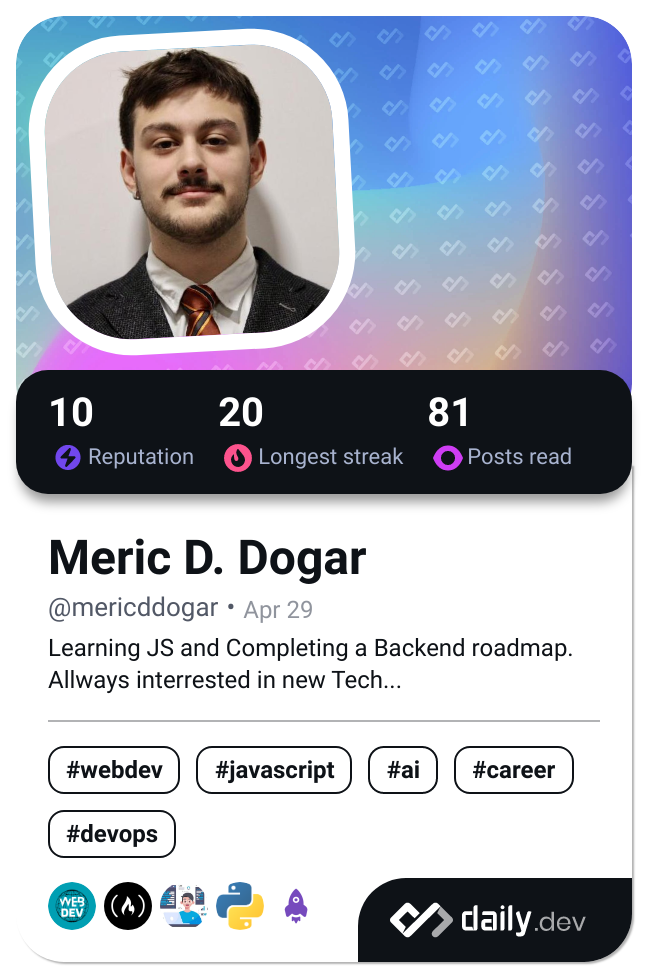 10 20 81
Reputation Longest streak Posts read
Meric D. Dogar
@mericddogar • Apr 29
Learning JS and Completing a Backend roadmap.
Allways interrested in new Tech...
#webdev #javascript #ai #career
#devops
WEB
DEV
daily.dev